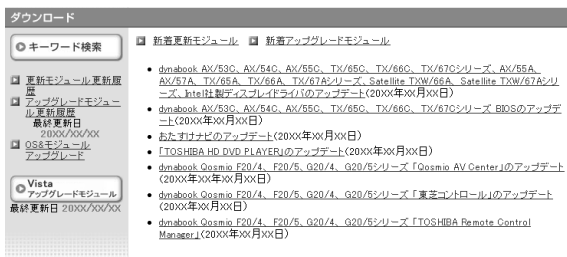 ダウンロード
キーワード検索
更新モジュール更新履
歴
アップグレードモジュー
ル更新履歴
最終更新日
20XX/XX/XX
OS&モジュール
アップグレード
Vista
アップグレードモジュール
最終更新日 20XX/XX/XX
新着更新モジュール 新着アップグレードモジュール
dynabook AX/53C、AX/54C、AX/55C、TX/65C、TX/66C、TX/67Cシリーズ、AX/55A、
AX/57A、TX/65A、TX/66A、TX/67Aシリーズ、Satellite TXW/66A、Satellite TXW/67Aシリ
ーズ、Intel社製ディスプレイドライバのアップデート(20XX年XX月XX日)
dynabook AX/53C、AX/54C、AX/55C、TX/65C、TX/66C、TX/67Cシリーズ BIOSのアップデ
ート(20XX年XX月XX日)
おたすけナビのアップデート(20XX年XX月XX日)
「TOSHIBA HD DVD PLAYER」のアップデート(20XX年XX月XX日)
dynabook Qosmio F20/4、F20/5、G20/4、G20/5シリーズ 「Qosmio AV Center」のアップデート
(20XX年XX月XX日)
dynabook Qosmio F20/4、F20/5、G20/4、G20/5シリーズ 「東芝コントロール」のアップデート
(20XX年XX月XX日)
dynabook Qosmio F20/4、F20/5、G20/4、G20/5シリーズ 「TOSHIBA Remote Control
Manager」(20XX年XX月XX日)